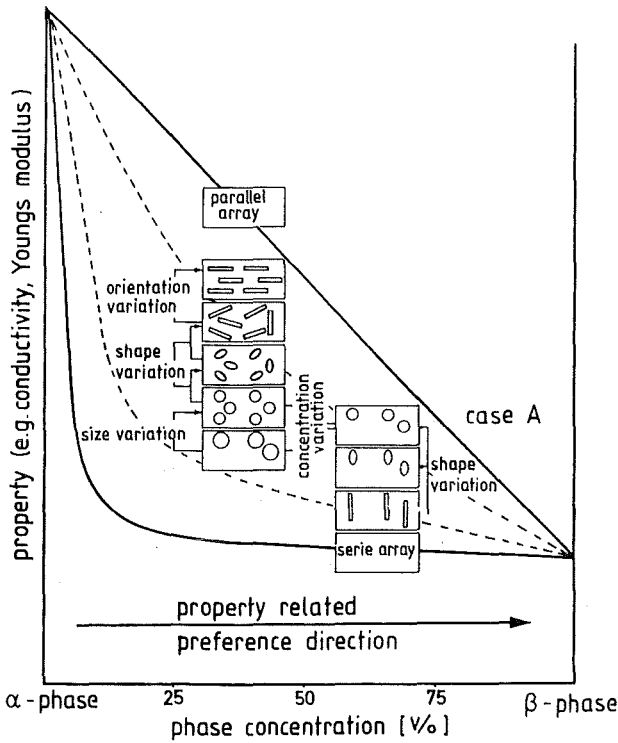 property (e.g. conductivity, Youngs modulus)
parallel
array
orientation
variation
shape
variation
size variation
concentration
variation
case A
shape
variation
serie array
property related
preference direction
α-phase
25
50
75
β-phase
phase concentration [V/o]